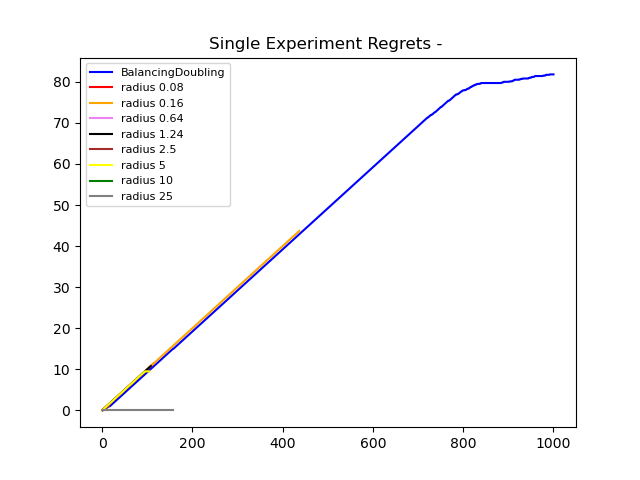 Single Experiment Regrets -
BalancingDoubling
radius 0.08
radius 0.16
radius 0.64
radius 1.24
radius 2.5
radius 5
radius 10
radius 25
80
70
60
50
40
30
20
10
0
0 200 400 600 800 1000